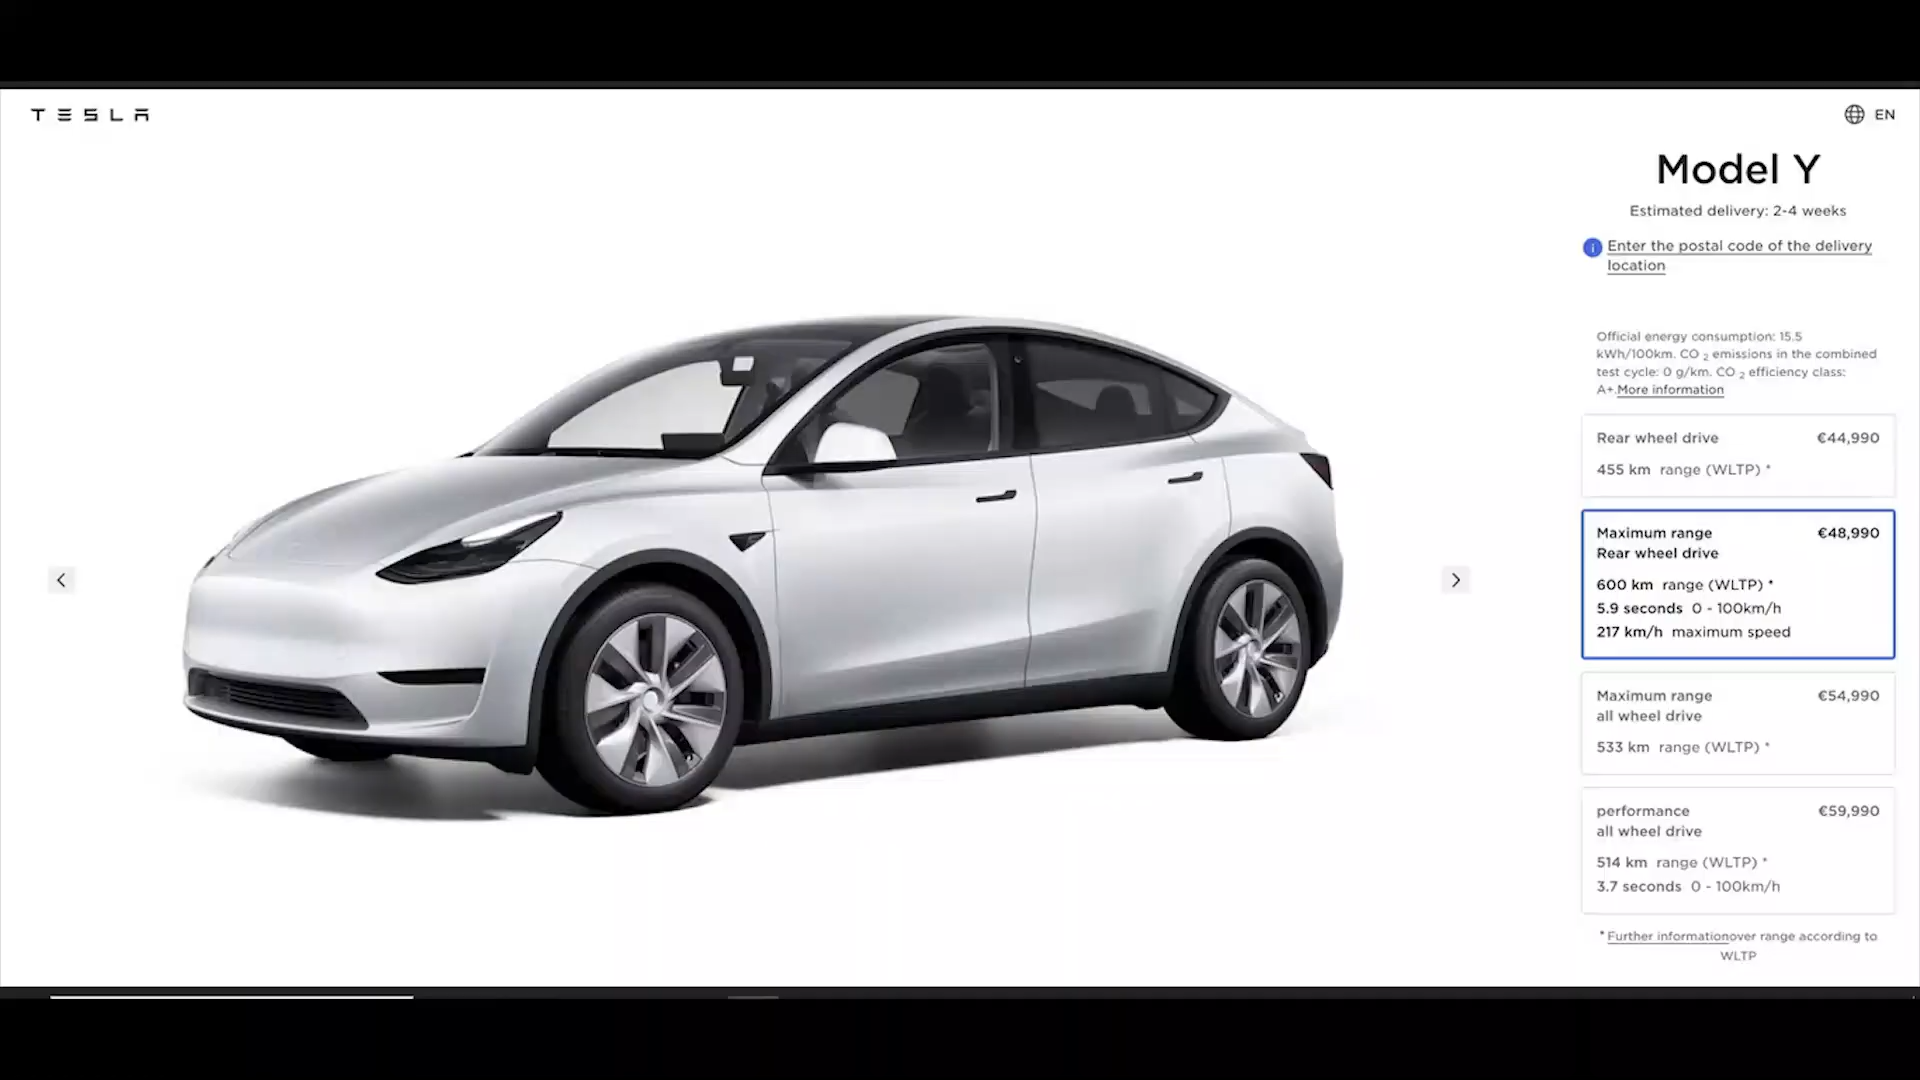 TESLA
EN
Model Y
Estimated delivery: 2-4 weeks
Enter the postal code of the delivery
location
Official energy consumption: 15.5
kWh/100km. CO 2 emissions in the combined
test cycle: 0 g/km. CO 2 efficiency class:
A+.More information
Rear wheel drive €44,990
455 km range (WLTP) *
Maximum range €48,990
Rear wheel drive
600 km range (WLTP) *
5.9 seconds 0 - 100km/h
217 km/h maximum speed
Maximum range €54,990
all wheel drive
533 km range (WLTP) *
performance €59,990
all wheel drive
514 km range (WLTP) *
3.7 seconds 0 - 100km/h
* Further informationover range according to
WLTP